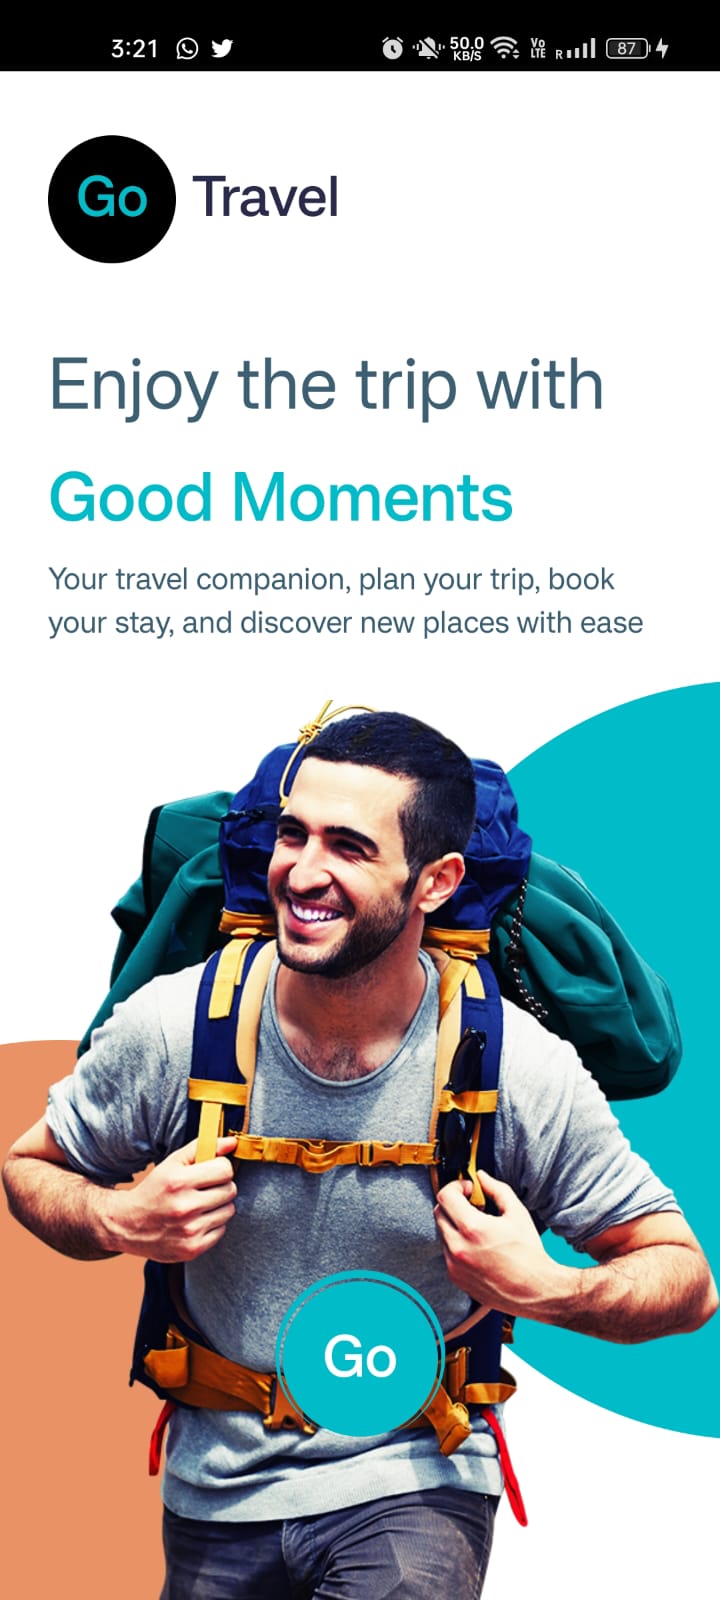 3:21 50.0 KB/S Vo LTE R 87
Go Travel
Enjoy the trip with
Good Moments
Your travel companion, plan your trip, book
your stay, and discover new places with ease
Go